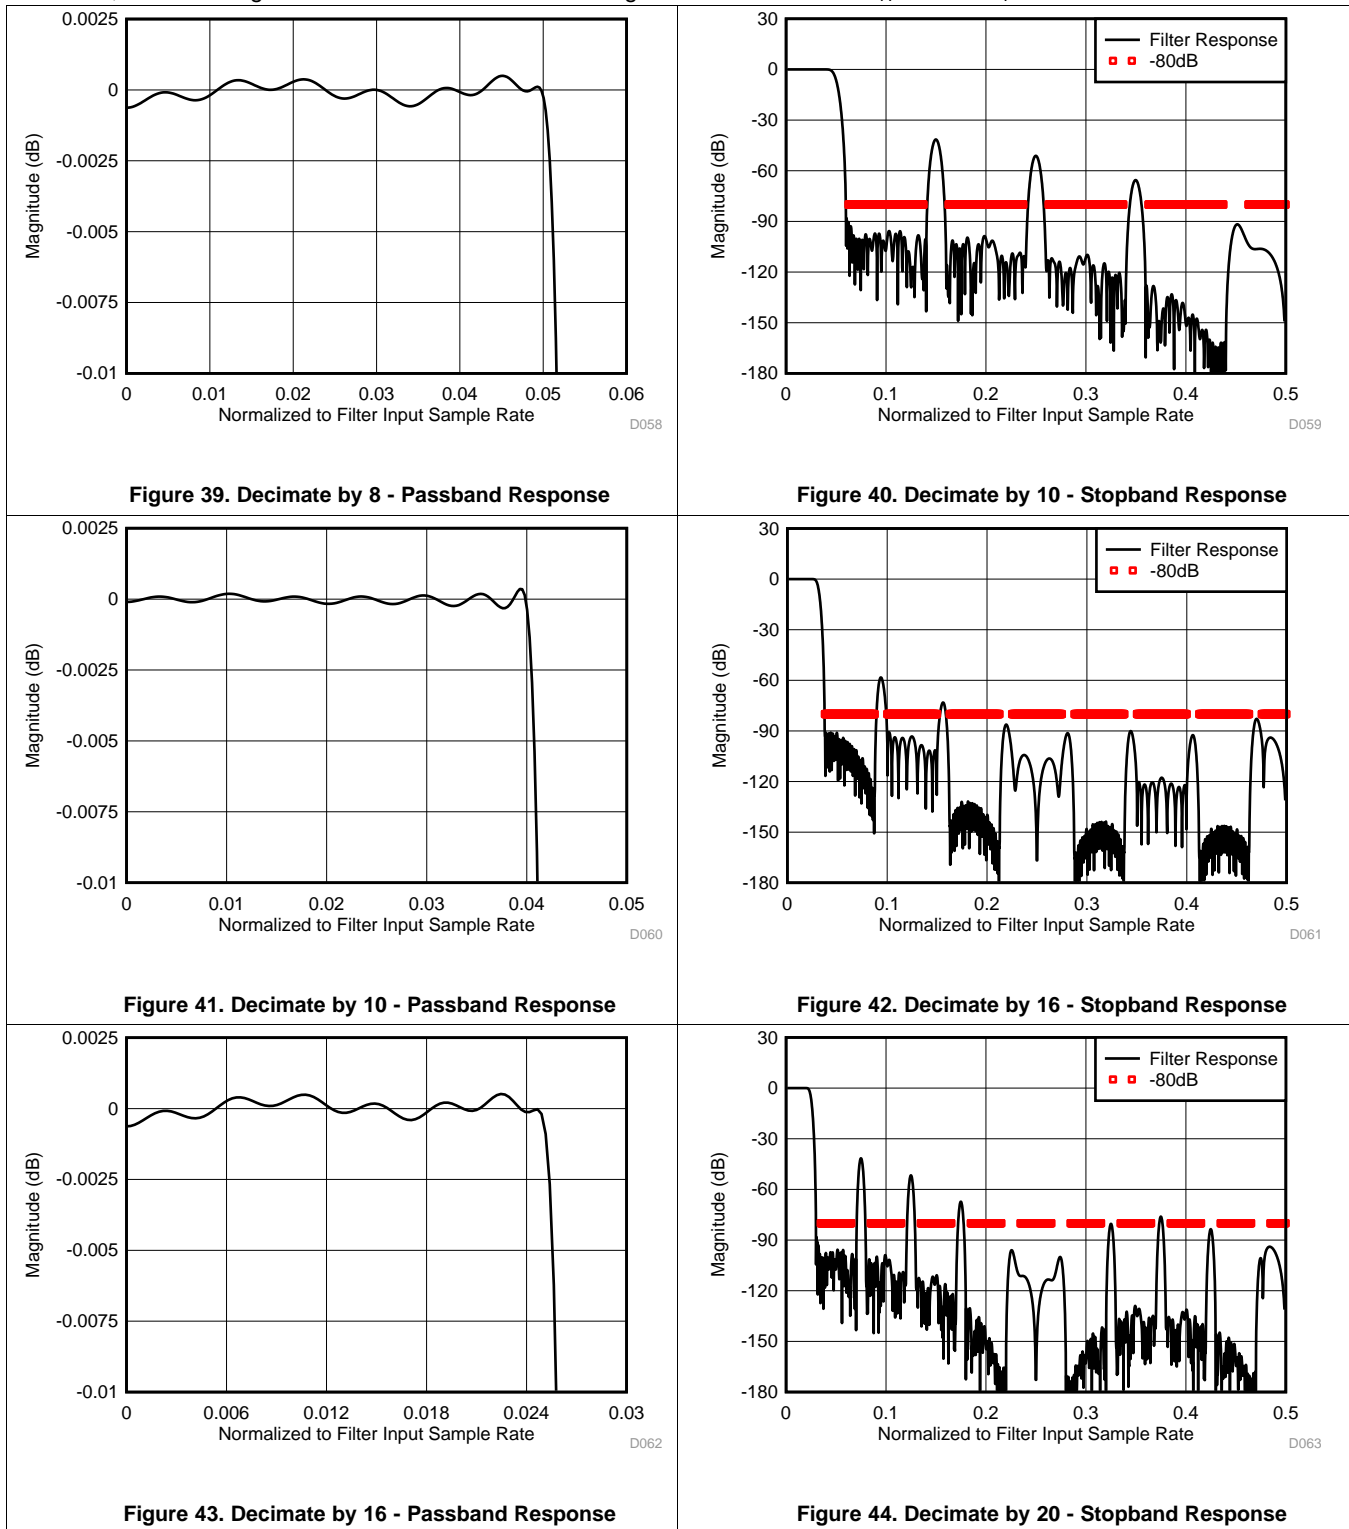 0.0025
0
-0.0025
-0.005
-0.0075
-0.01
0 0.01 0.02 0.03 0.04 0.05 0.06
Magnitude (dB)
Normalized to Filter Input Sample Rate
D058
Figure 39. Decimate by 8 - Passband Response
30
0
-30
-60
-90
-120
-150
-180
0 0.1 0.2 0.3 0.4 0.5
Magnitude (dB)
Normalized to Filter Input Sample Rate
D059
Filter Response
-80dB
Figure 40. Decimate by 10 - Stopband Response
0.0025
0
-0.0025
-0.005
-0.0075
-0.01
0 0.01 0.02 0.03 0.04 0.05
Magnitude (dB)
Normalized to Filter Input Sample Rate
D060
Figure 41. Decimate by 10 - Passband Response
30
0
-30
-60
-90
-120
-150
-180
0 0.1 0.2 0.3 0.4 0.5
Magnitude (dB)
Normalized to Filter Input Sample Rate
D061
Filter Response
-80dB
Figure 42. Decimate by 16 - Stopband Response
0.0025
0
-0.0025
-0.005
-0.0075
-0.01
0 0.006 0.012 0.018 0.024 0.03
Magnitude (dB)
Normalized to Filter Input Sample Rate
D062
Figure 43. Decimate by 16 - Passband Response
30
0
-30
-60
-90
-120
-150
-180
0 0.1 0.2 0.3 0.4 0.5
Magnitude (dB)
Normalized to Filter Input Sample Rate
D063
Filter Response
-80dB
Figure 44. Decimate by 20 - Stopband Response